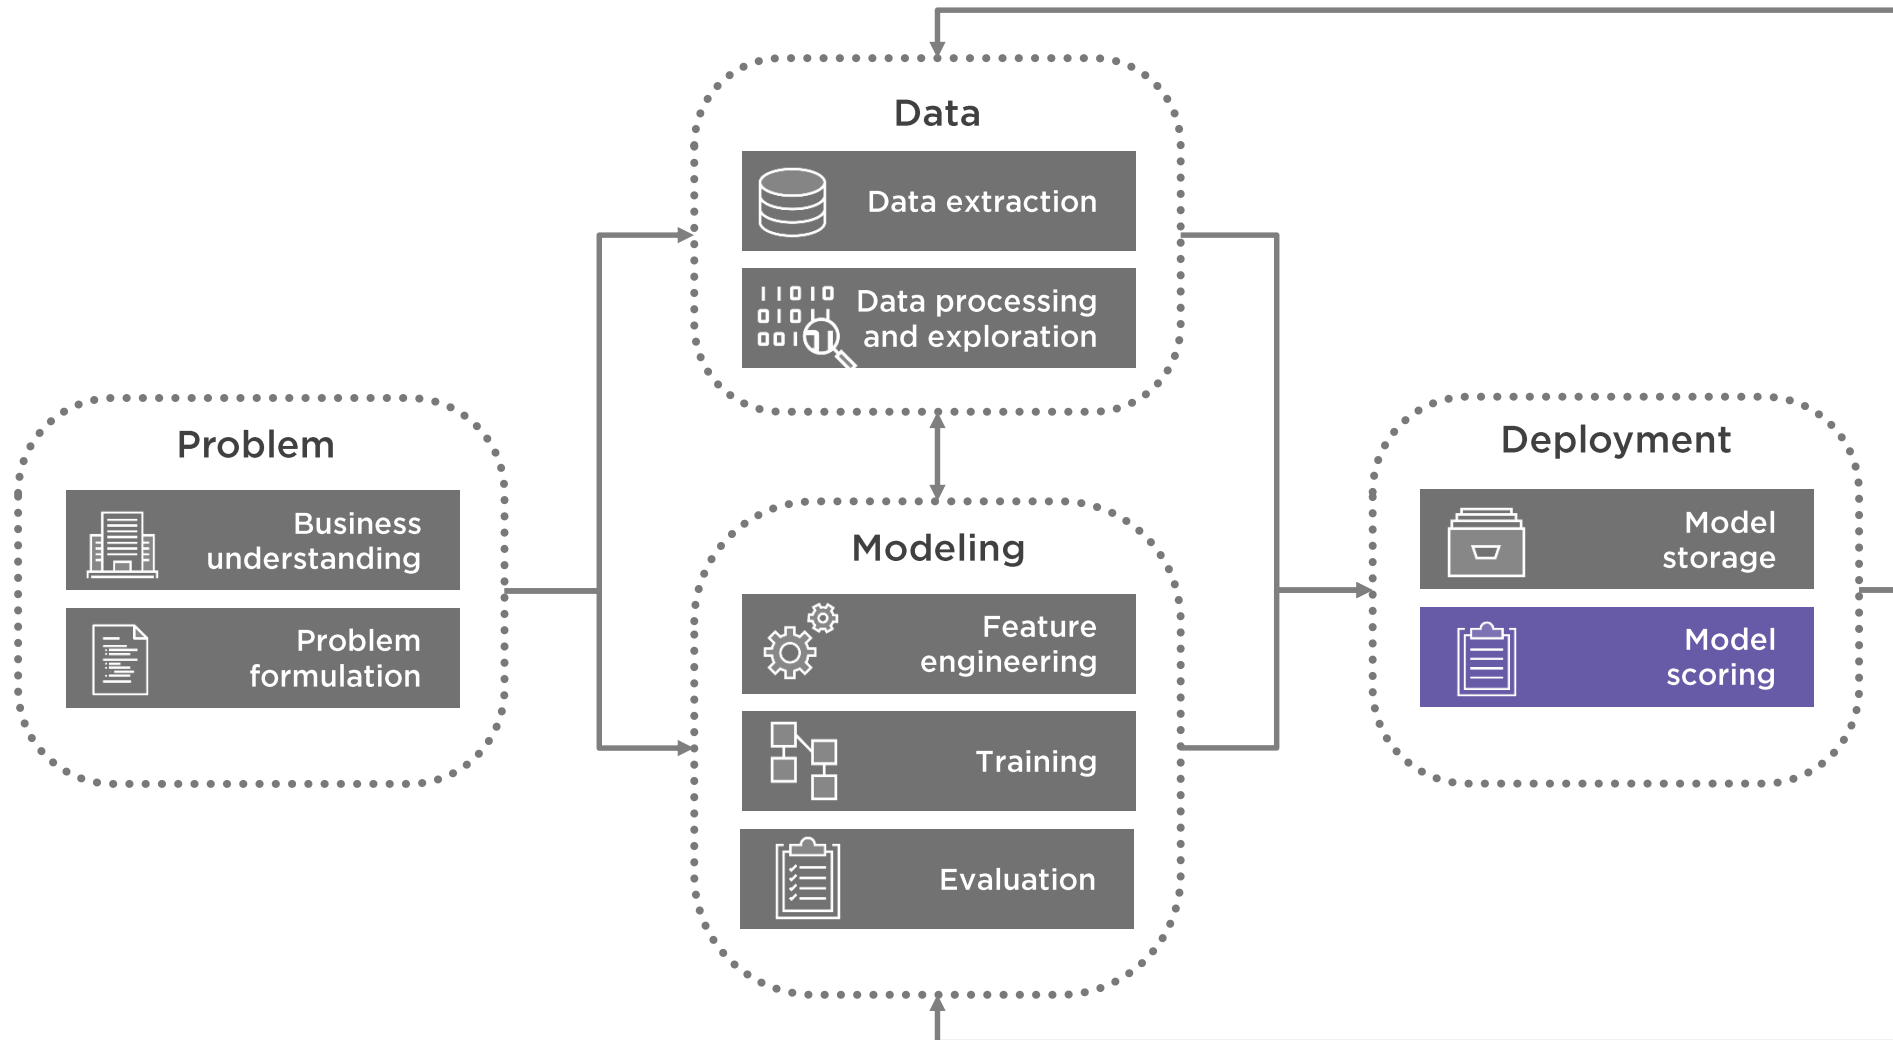 Data
Data extraction
Data processing
and exploration
Problem
Business
understanding
Problem
formulation
Modeling
Feature
engineering
Training
Evaluation
Deployment
Model
storage
Model
scoring